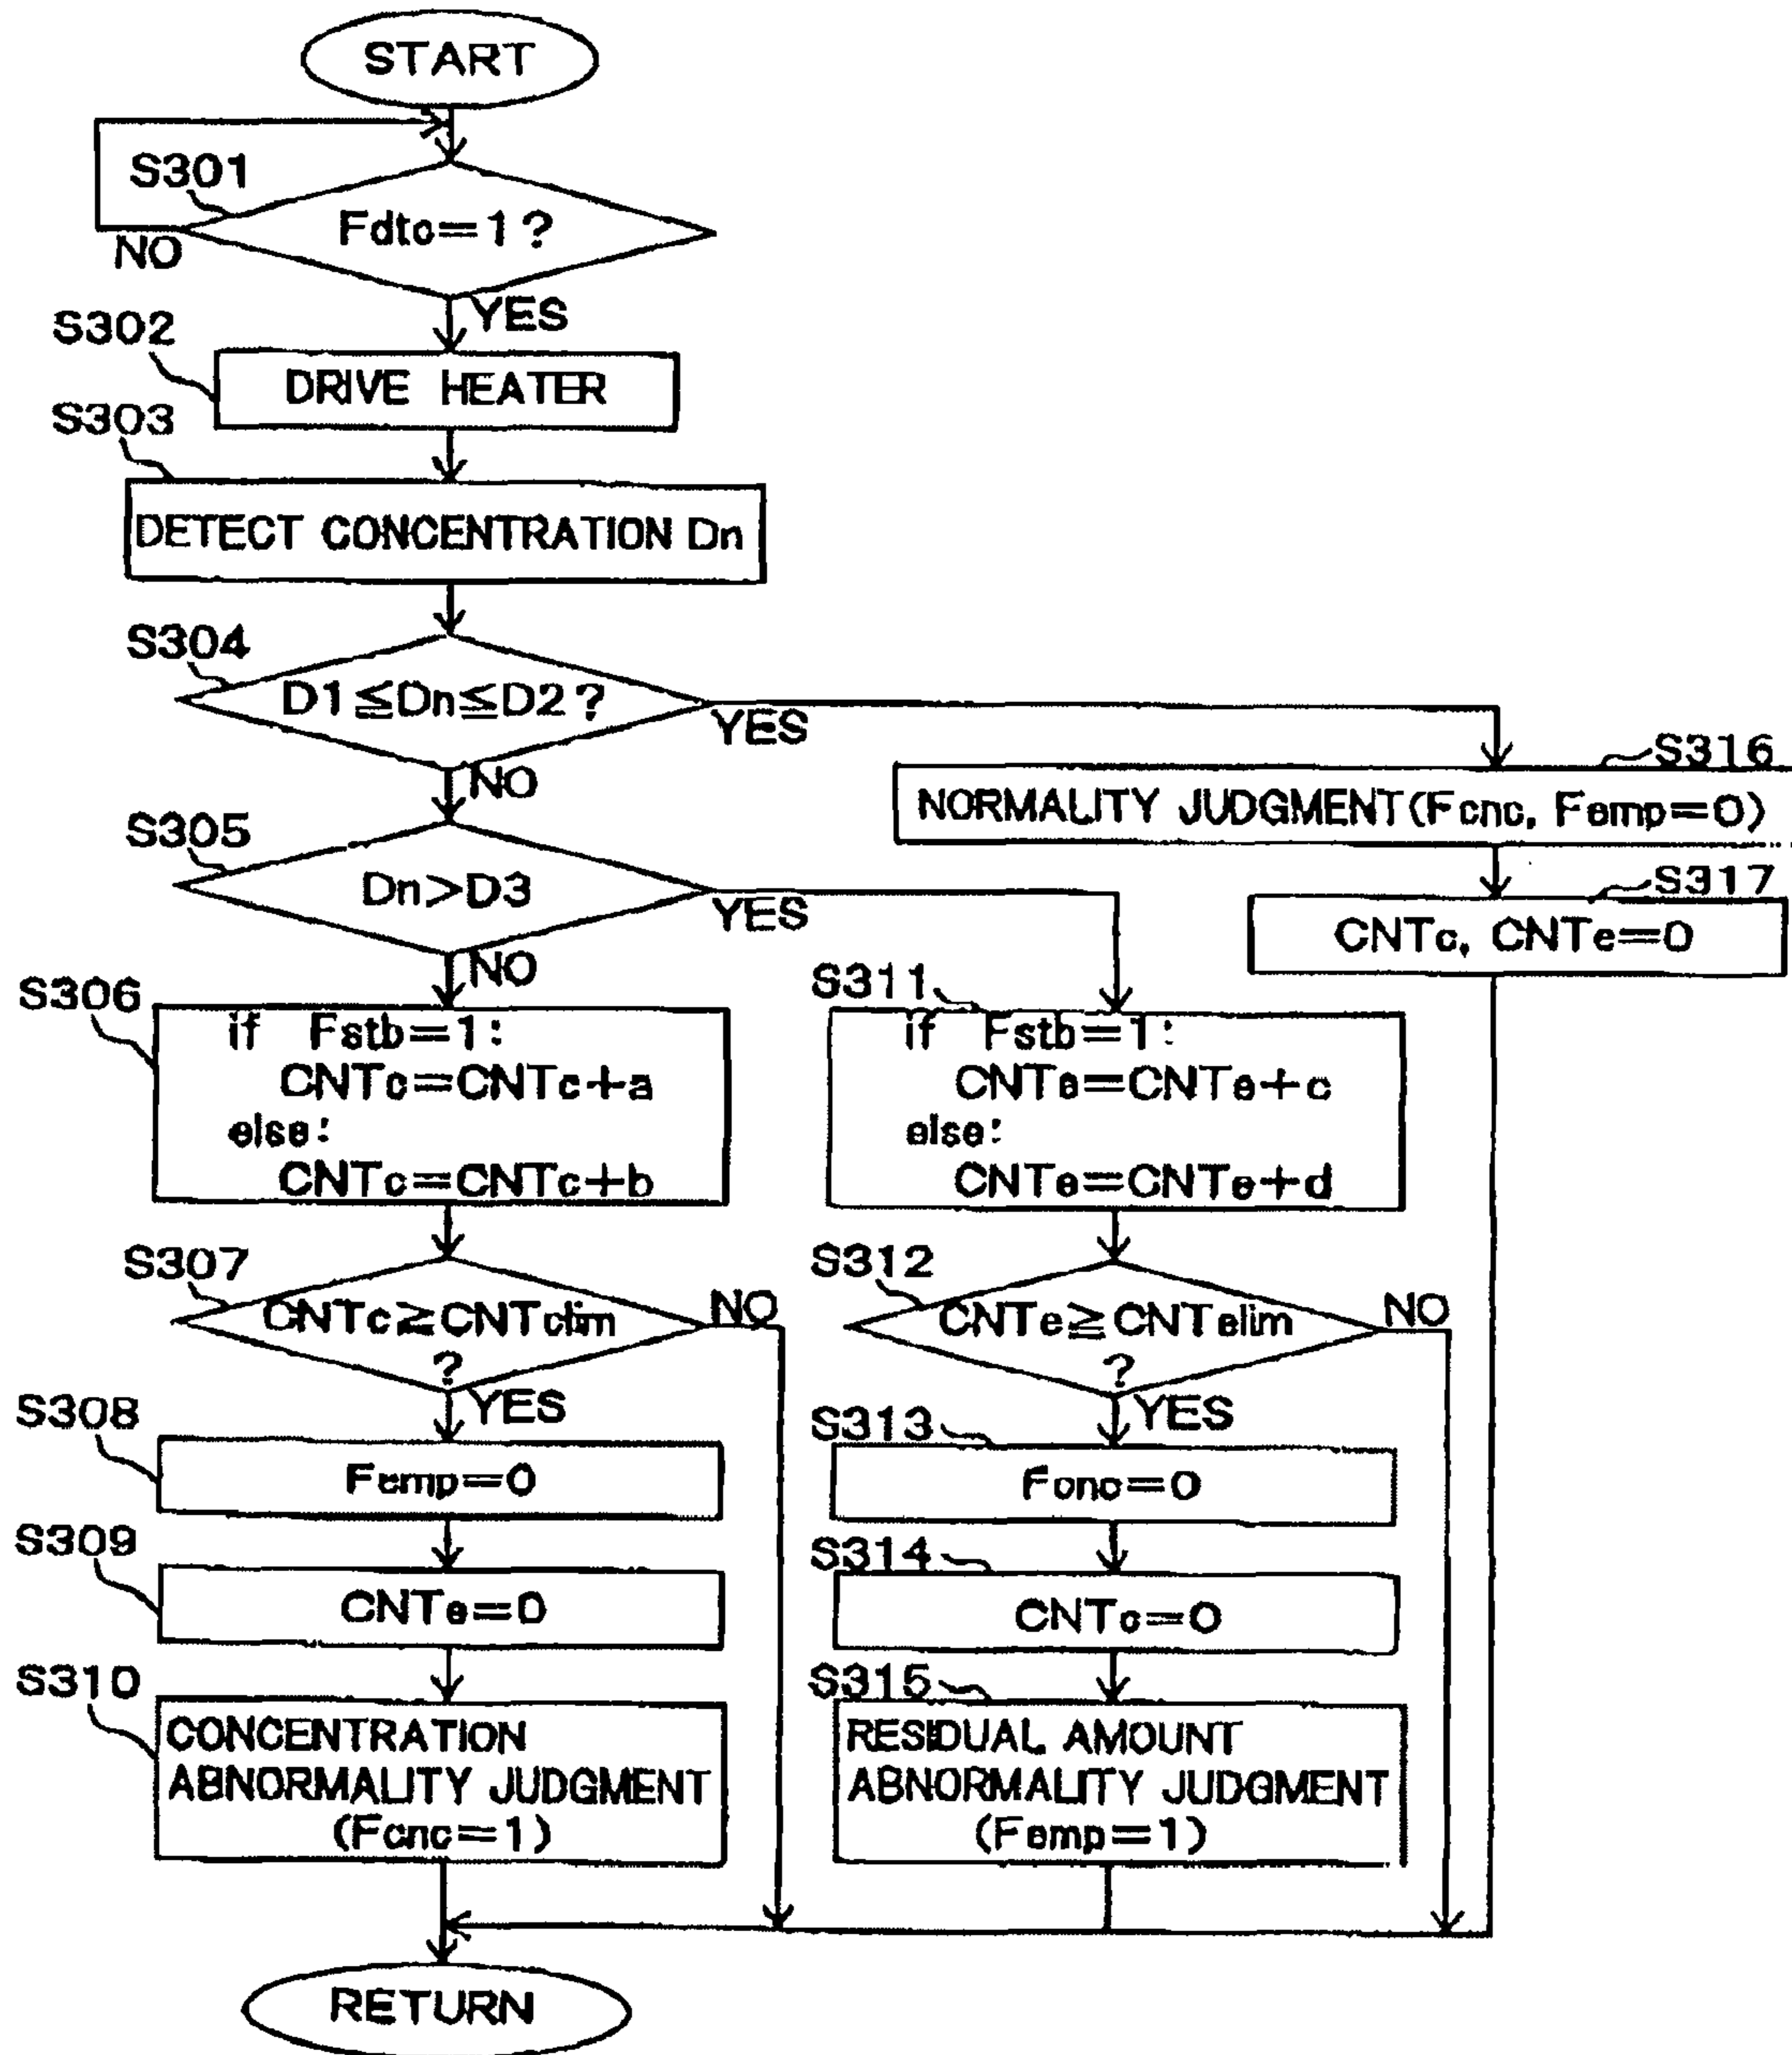 START
S301
Fdtc=1?
NO
YES
S302
DRIVE HEATER
S303
DETECT CONCENTRATION Dn
S304
D1≦Dn≦D2?
YES
NO
S316
NORMALITY JUDGMENT(Fcnc, Femp=0)
S305
Dn>D3
YES
NO
S317
CNTc, CNTe=0
S306
if Fstb=1:
CNTc=CNTc+a
else:
CNTc=CNTc+b
S311
if Fstb=1:
CNTe=CNTe+c
else:
CNTe=CNTe+d
S307
CNTc≧CNTclim
?
NO
YES
S312
CNTe≧CNTelim
?
NO
YES
S308
Femp=0
S313
Fcnc=0
S309
CNTe=0
S314
CNTc=0
S310
CONCENTRATION
ABNORMALITY JUDGMENT
(Fcnc=1)
S315
RESIDUAL AMOUNT
ABNORMALITY JUDGMENT
(Femp=1)
RETURN